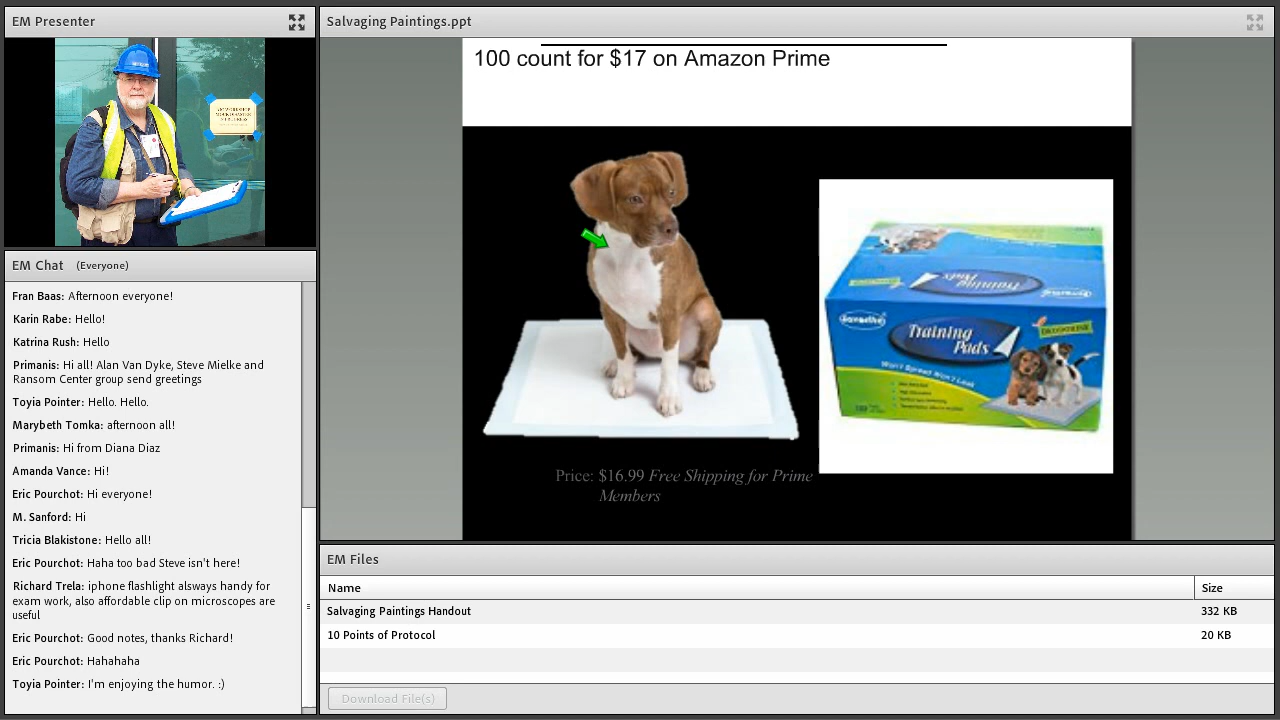 EM Presenter
EM Chat (Everyone)
Fran Baas: Afternoon everyone!
Karin Rabe: Hello!
Katrina Rush: Hello
Primanis: Hi all! Alan Van Dyke, Steve Mielke and
Ransom Center group send greetings
Toyia Pointer: Hello. Hello.
Marybeth Tomka: afternoon all!
Primanis: Hi from Diana Diaz
Amanda Vance: Hi!
Eric Pourchot: Hi everyone!
M. Sanford: Hi
Tricia Blakistone: Hello all!
Eric Pourchot: Haha too bad Steve isn't here!
Richard Trela: iphone flashlight alsways handy for
exam work, also affordable clip on microscopes are
useful
Eric Pourchot: Good notes, thanks Richard!
Eric Pourchot: Hahahaha
Toyia Pointer: I'm enjoying the humor. :)
Salvaging Paintings.ppt
100 count for $17 on Amazon Prime
Training
Pads
Training
Pads
Won't Spread Won't Leak
Price: $16.99 Free Shipping for Prime
Members
EM Files
Name Size
Salvaging Paintings Handout 332 KB
10 Points of Protocol 20 KB
Download File(s)